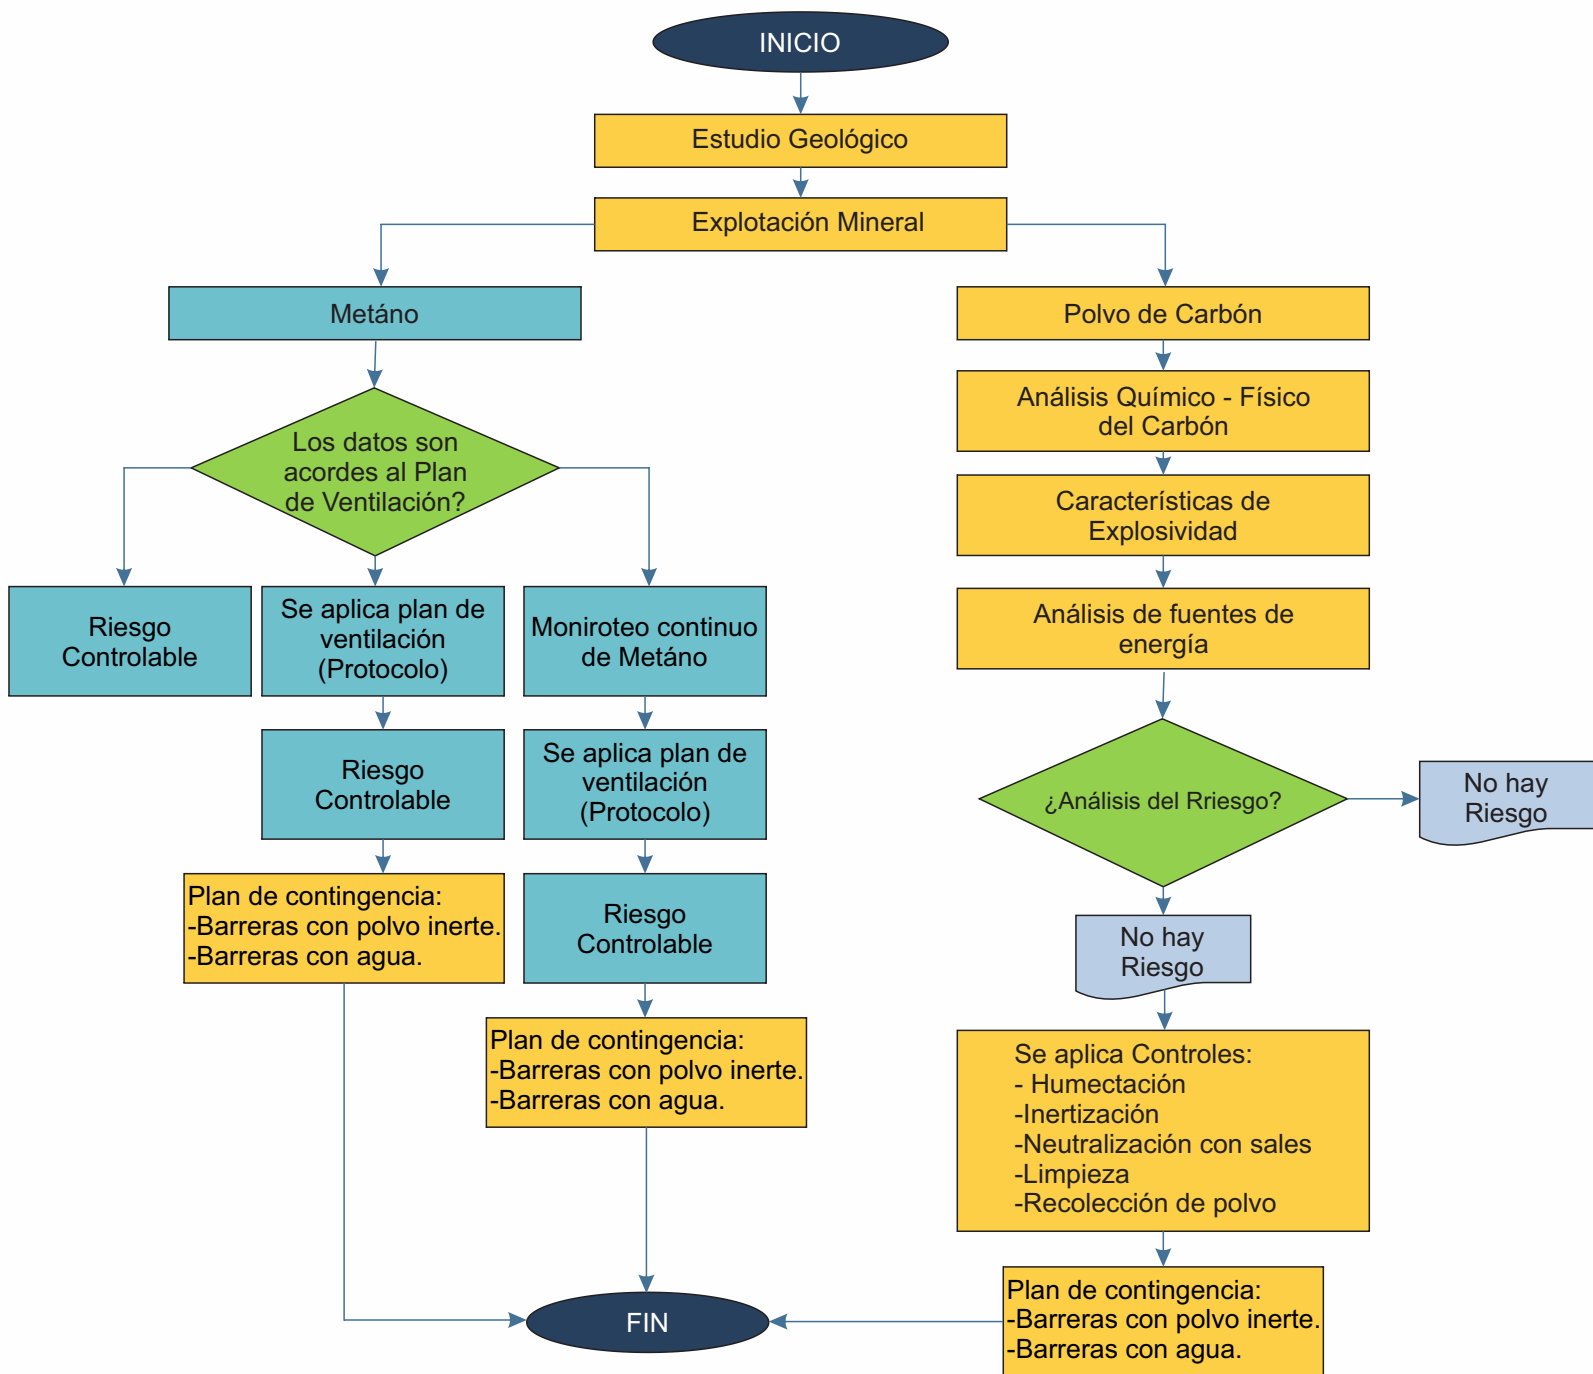 INICIO
Estudio Geológico
Explotación Mineral
Metáno
Los datos son
acordes al Plan
de Ventilación?
Riesgo
Controlable
Se aplica plan de
ventilación
(Protocolo)
Riesgo
Controlable
Plan de contingencia:
-Barreras con polvo inerte.
-Barreras con agua.
Moniroteo continuo
de Metáno
Se aplica plan de
ventilación
(Protocolo)
Riesgo
Controlable
Plan de contingencia:
-Barreras con polvo inerte.
-Barreras con agua.
Polvo de Carbón
Análisis Químico - Físico
del Carbón
Característícas de
Explosividad
Análisis de fuentes de
energía
¿Análisis del Rriesgo?
No hay
Riesgo
No hay
Riesgo
Se aplica Controles:
- Humectación
-Inertización
-Neutralización con sales
-Limpieza
-Recolección de polvo
Plan de contingencia:
-Barreras con polvo inerte.
-Barreras con agua.
FIN